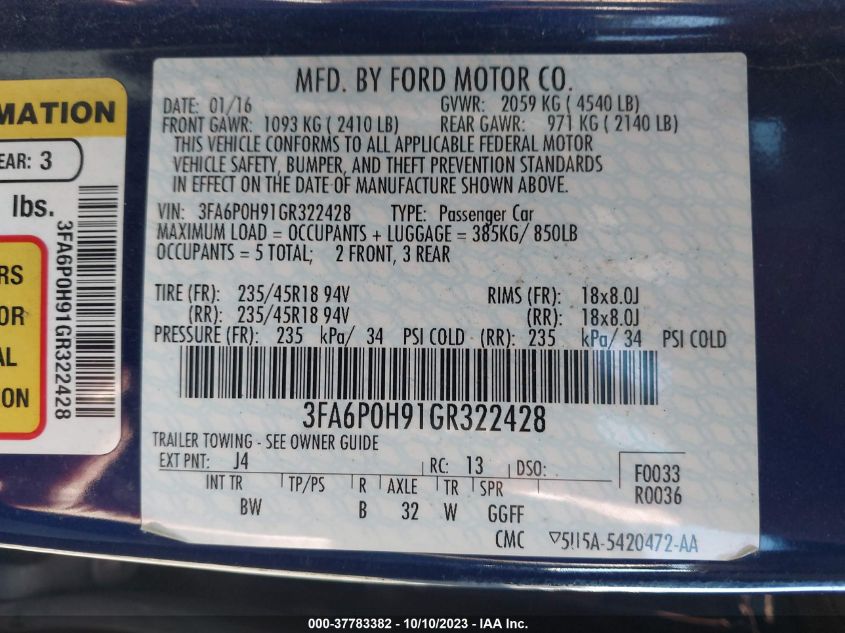 MATION
EAR: 3
lbs.
3FA6P0H91GR322428
RS
OR
AL
ON
MFD. BY FORD MOTOR CO.
DATE: 01/16 GVWR: 2059 KG ( 4540 LB)
FRONT GAWR: 1093 KG ( 2410 LB) REAR GAWR: 971 KG ( 2140 LB)
THIS VEHICLE CONFORMS TO ALL APPLICABLE FEDERAL MOTOR
VEHICLE SAFETY, BUMPER, AND THEFT PREVENTION STANDARDS
IN EFFECT ON THE DATE OF MANUFACTURE SHOWN ABOVE.
VIN: 3FA6P0H91GR322428 TYPE: Passenger Car
MAXIMUM LOAD = OCCUPANTS + LUGGAGE = 385KG/ 850LB
OCCUPANTS = 5 TOTAL; 2 FRONT, 3 REAR
TIRE (FR): 235/45R18 94V RIMS (FR): 18x8.0J
(RR): 235/45R18 94V (RR): 18x8.0J
PRESSURE (FR): 235 kPa/ 34 PSI COLD (RR): 235 kPa/ 34 PSI COLD
3FA6P0H91GR322428
TRAILER TOWING - SEE OWNER GUIDE
EXT PNT: J4 RC: 13 DSO: F0033
INT TR TP/PS R AXLE TR SPR R0036
BW B 32 W GGFF
CMC 5U5A-5420472-AA
000-37783382 - 10/10/2023 - IAA Inc.